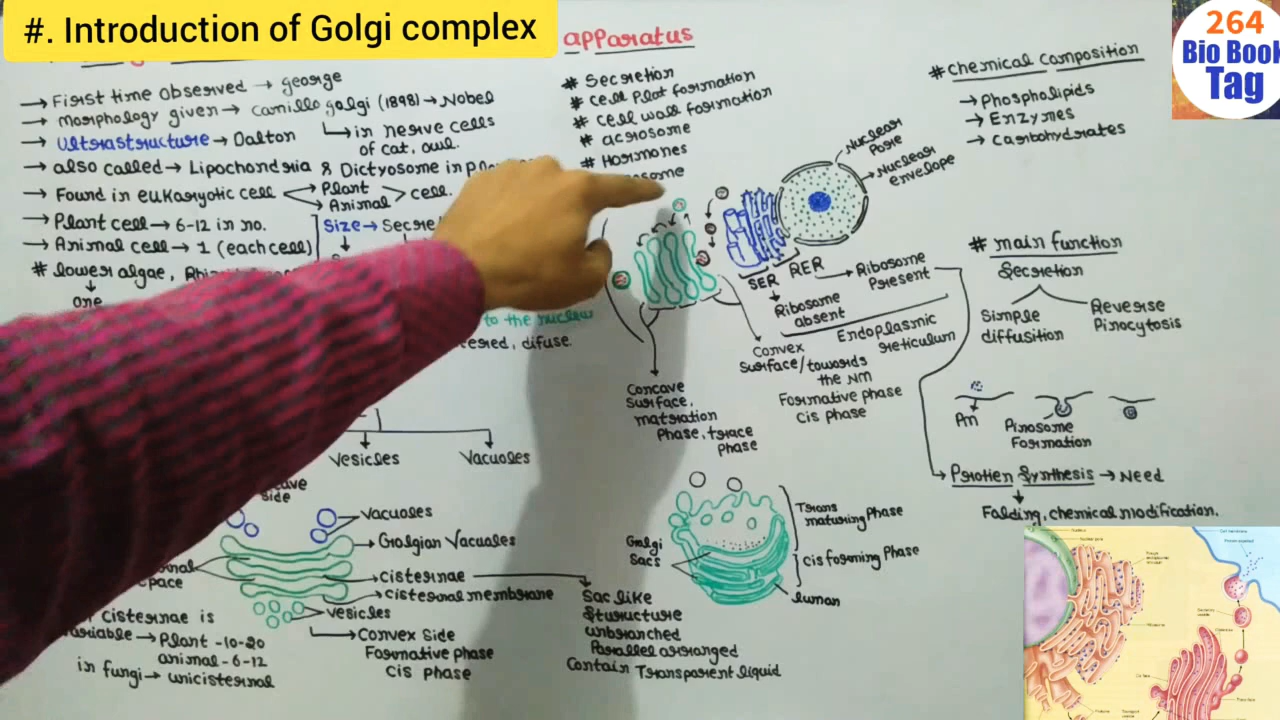 #. Introduction of Golgi complex
apparatus
264
Bio Book
Tag
→ First time observed → george
→ morphology given → camillo golgi (1898) → Nobel
↳ in nerve cells
of cat, owl.
→ ultrastructure → Dalton
→ also called → Lipochondria & Dictyosome in
→ Found in eukaryotic cell
Plant
Animal
cell
→ Plant cell → 6-12 in no.
→ Animal cell → 1 (each cell)
Size →
# lower algae,
one
to the
difuse.
Vesicles
Vacuoles
side
vacuoles
Golgian Vacuoles
cisternae
cisternal membrane
vesicles
Convex Side
Formative phase
Cis phase
cisternae is
Plant - 10-20
animal - 6-12
in fungi → unicisternal
# Secretion
# cell Plat formation
# cell wall formation
# acrosome
# Hormones
Nuclear
Pore
Nuclear
envelope
SER
RER
Ribosome
Present
Ribosome
absent
Endoplasmic
reticulum
Convex
Surface/towards
the NM
Formative phase
Cis phase
Concave
Surface,
matration
Phase, trace
phase
Golgi
Sacs
Trans
maturing Phase
cis forming Phase
luman
Sac like
Structure
unbranched
Parallel arranged
Contain Transparent liquid
# chemical composition
→ Phospholipids
→ Enzymes
→ carbohydrates
# main function
Secretion
Simple
diffusition
Reverse
Pinocytosis
Pm
Pinosome
Formation
Protien Synthesis → Need
Folding, chemical modification.